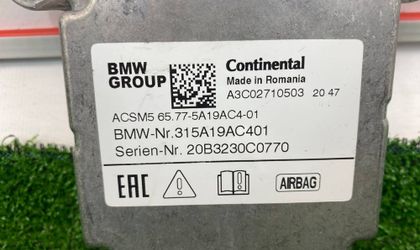 BMW
GROUP
Continental
Made in Romania
A3C02710503 20 47
ACSM5 65.77-5A19AC4-01
BMW-Nr.315A19AC401
Serien-Nr. 20B3230C0770
EAC
AIRBAG